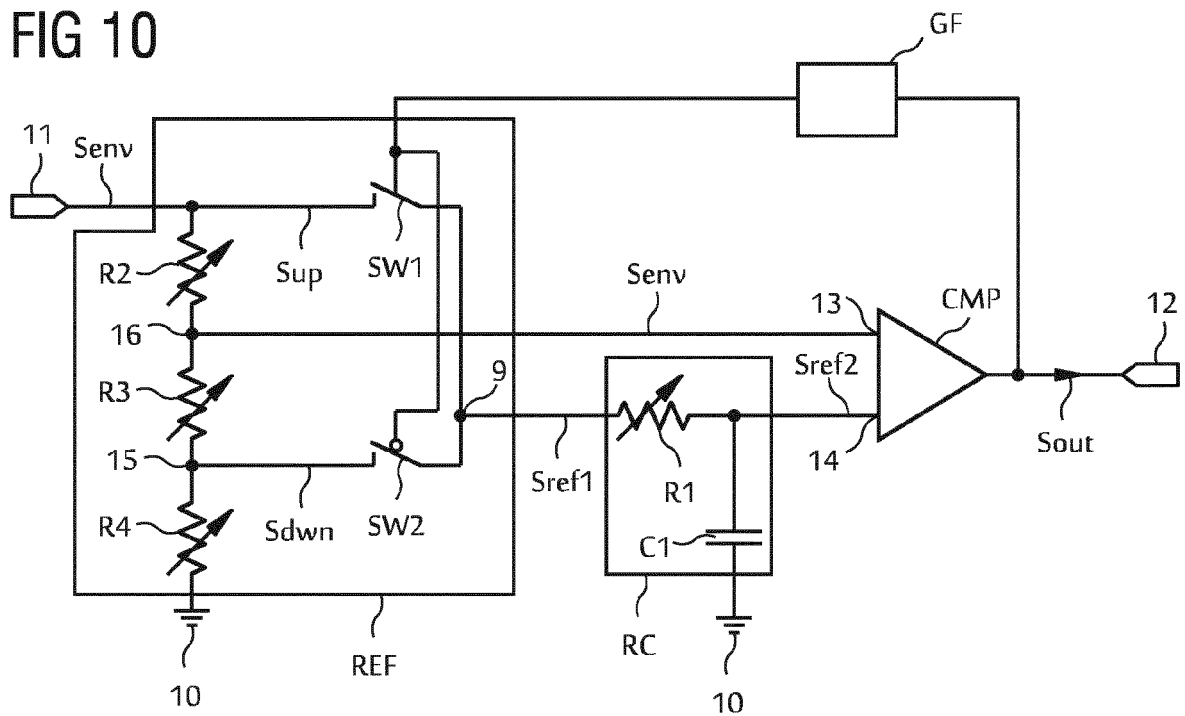 FIG 10
GF
11
Senv
R2
Sup
SW1
16
Senv
13
CMP
12
R3
9
Sref2
15
14
Sout
Sref1
R1
R4
Sdwn
SW2
C1
REF
RC
10
10